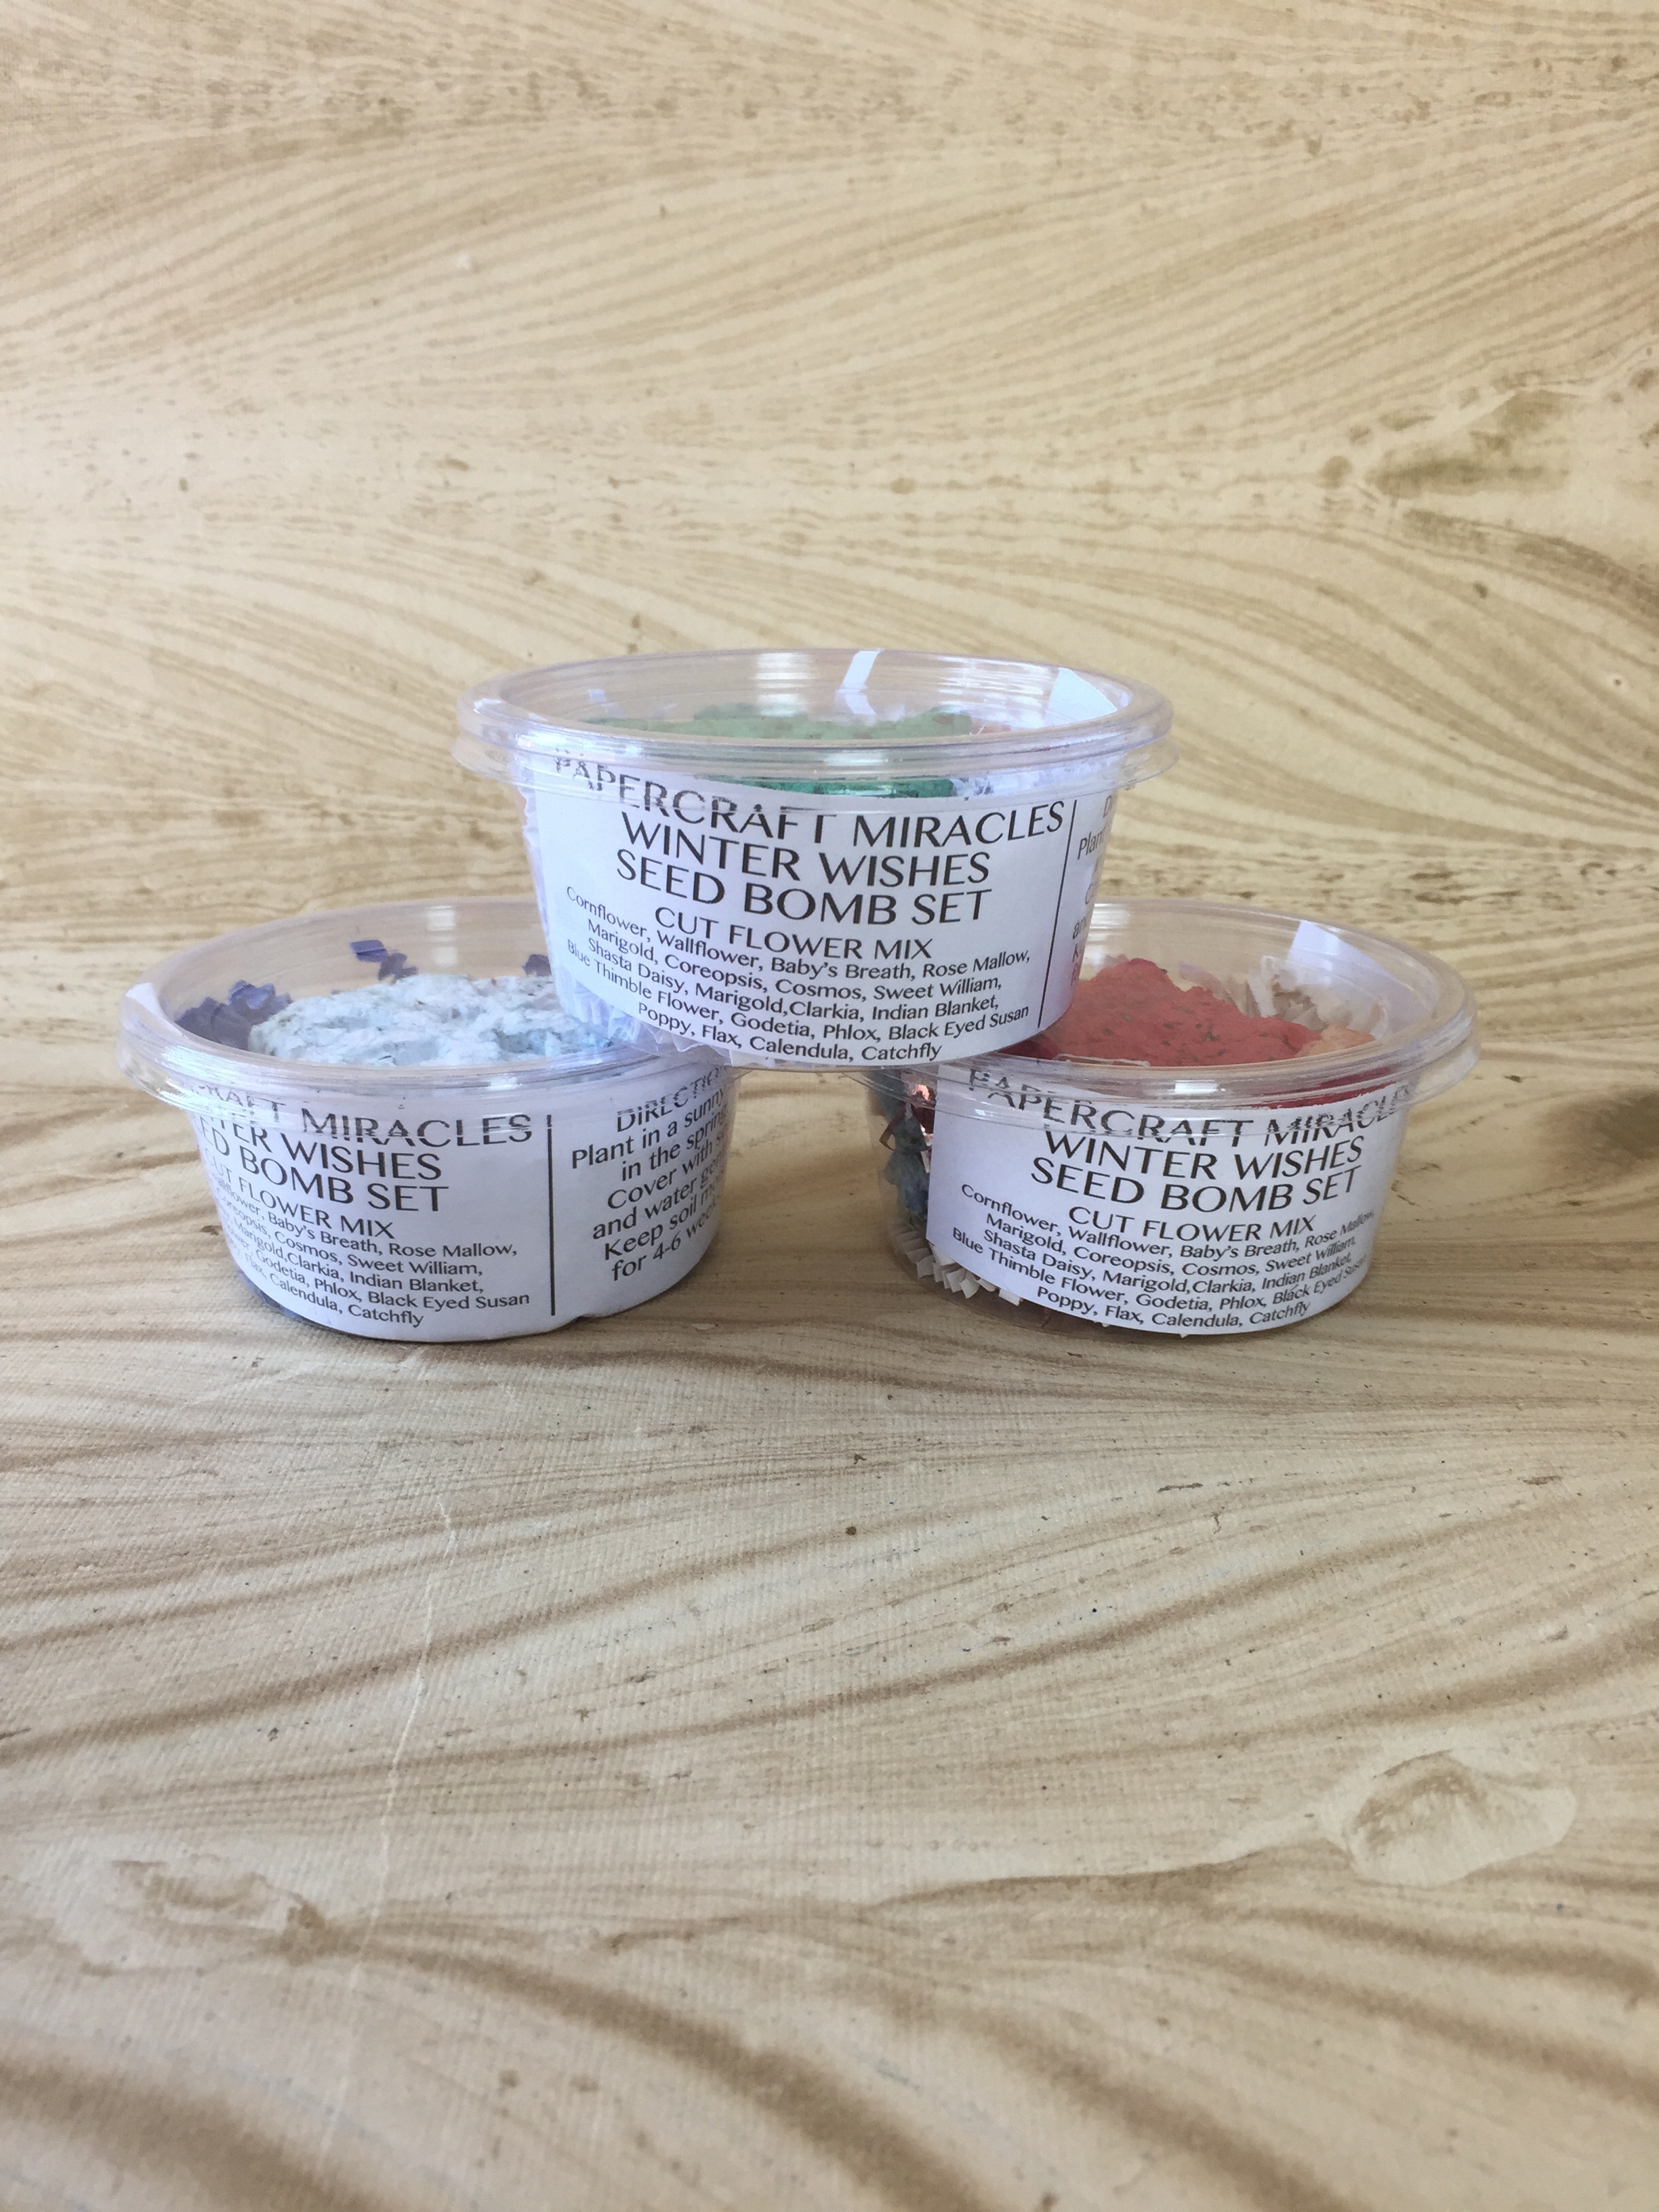 PAPERCRAFT MIRACLES
WINTER WISHES
SEED BOMB SET
CUT FLOWER MIX
Cornflower, Wallflower, Baby's Breath, Rose Mallow,
Marigold, Coreopsis, Cosmos, Sweet William,
Shasta Daisy, Marigold,Clarkia, Indian Blanket,
Blue Thimble Flower, Godetia, Phlox, Black Eyed Susan
Poppy, Flax, Calendula, Catchfly
MIRACLES
WISHES
BOMB SET
FLOWER MIX
Baby's Breath, Rose Mallow,
Cosmos, Sweet William,
Marigold,Clarkia, Indian Blanket,
Godetia, Phlox, Black Eyed Susan
Calendula, Catchfly
Plant in a sunny
in the spring
Cover with
and water
Keep soil
for 4-6
PAPERCRAFT MIRACLES
WINTER WISHES
SEED BOMB SET
CUT FLOWER MIX
Cornflower, Wallflower, Baby's Breath, Rose Mallow,
Marigold, Coreopsis, Cosmos, Sweet William,
Shasta Daisy, Marigold,Clarkia, Indian Blanket,
Blue Thimble Flower, Godetia, Phlox, Black Eyed Susan
Poppy, Flax, Calendula, Catchfly